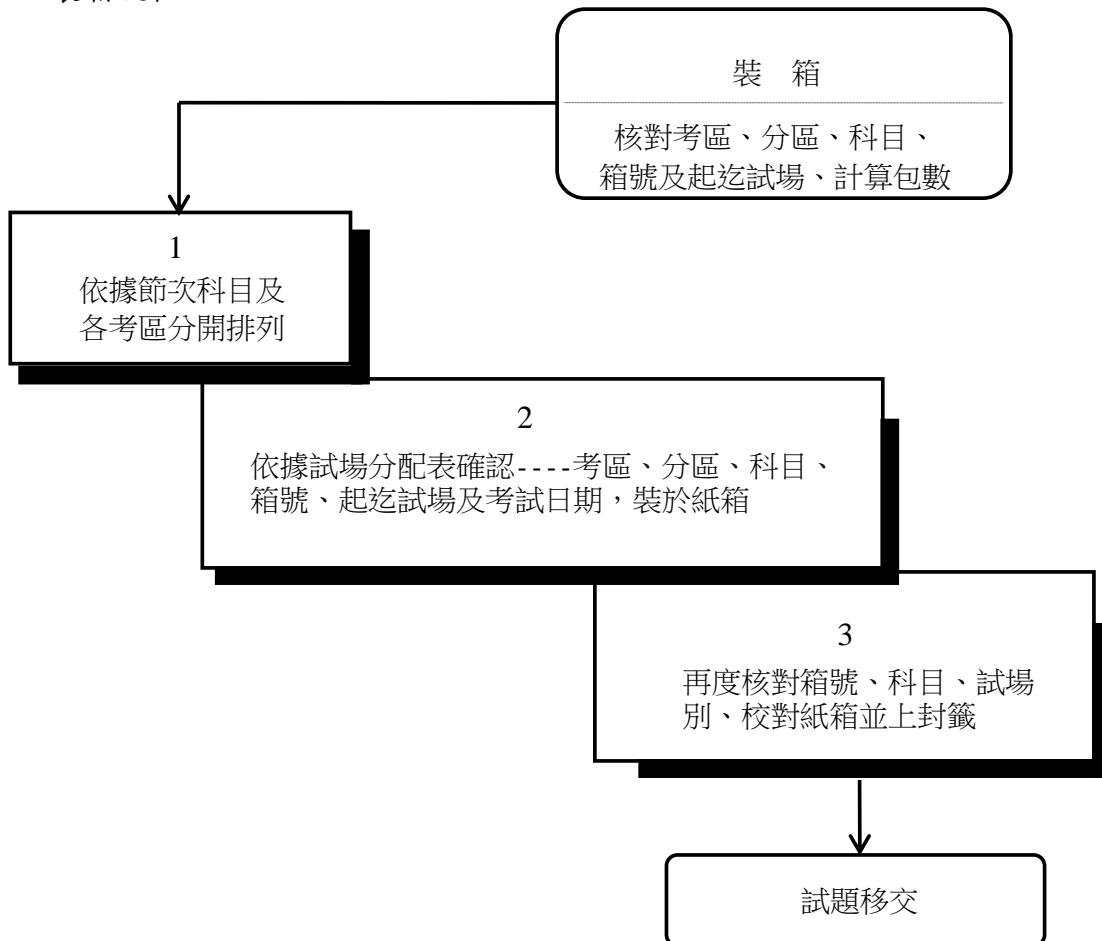 裝 箱
核對考區、分區、科目、
箱號及起迄試場、計算包數
1
依據節次科目及
各考區分開排列
2
依據試場分配表確認----考區、分區、科目、
箱號、起迄試場及考試日期，裝於紙箱
3
再度核對箱號、科目、試場
別、校對紙箱並上封籤
試題移交